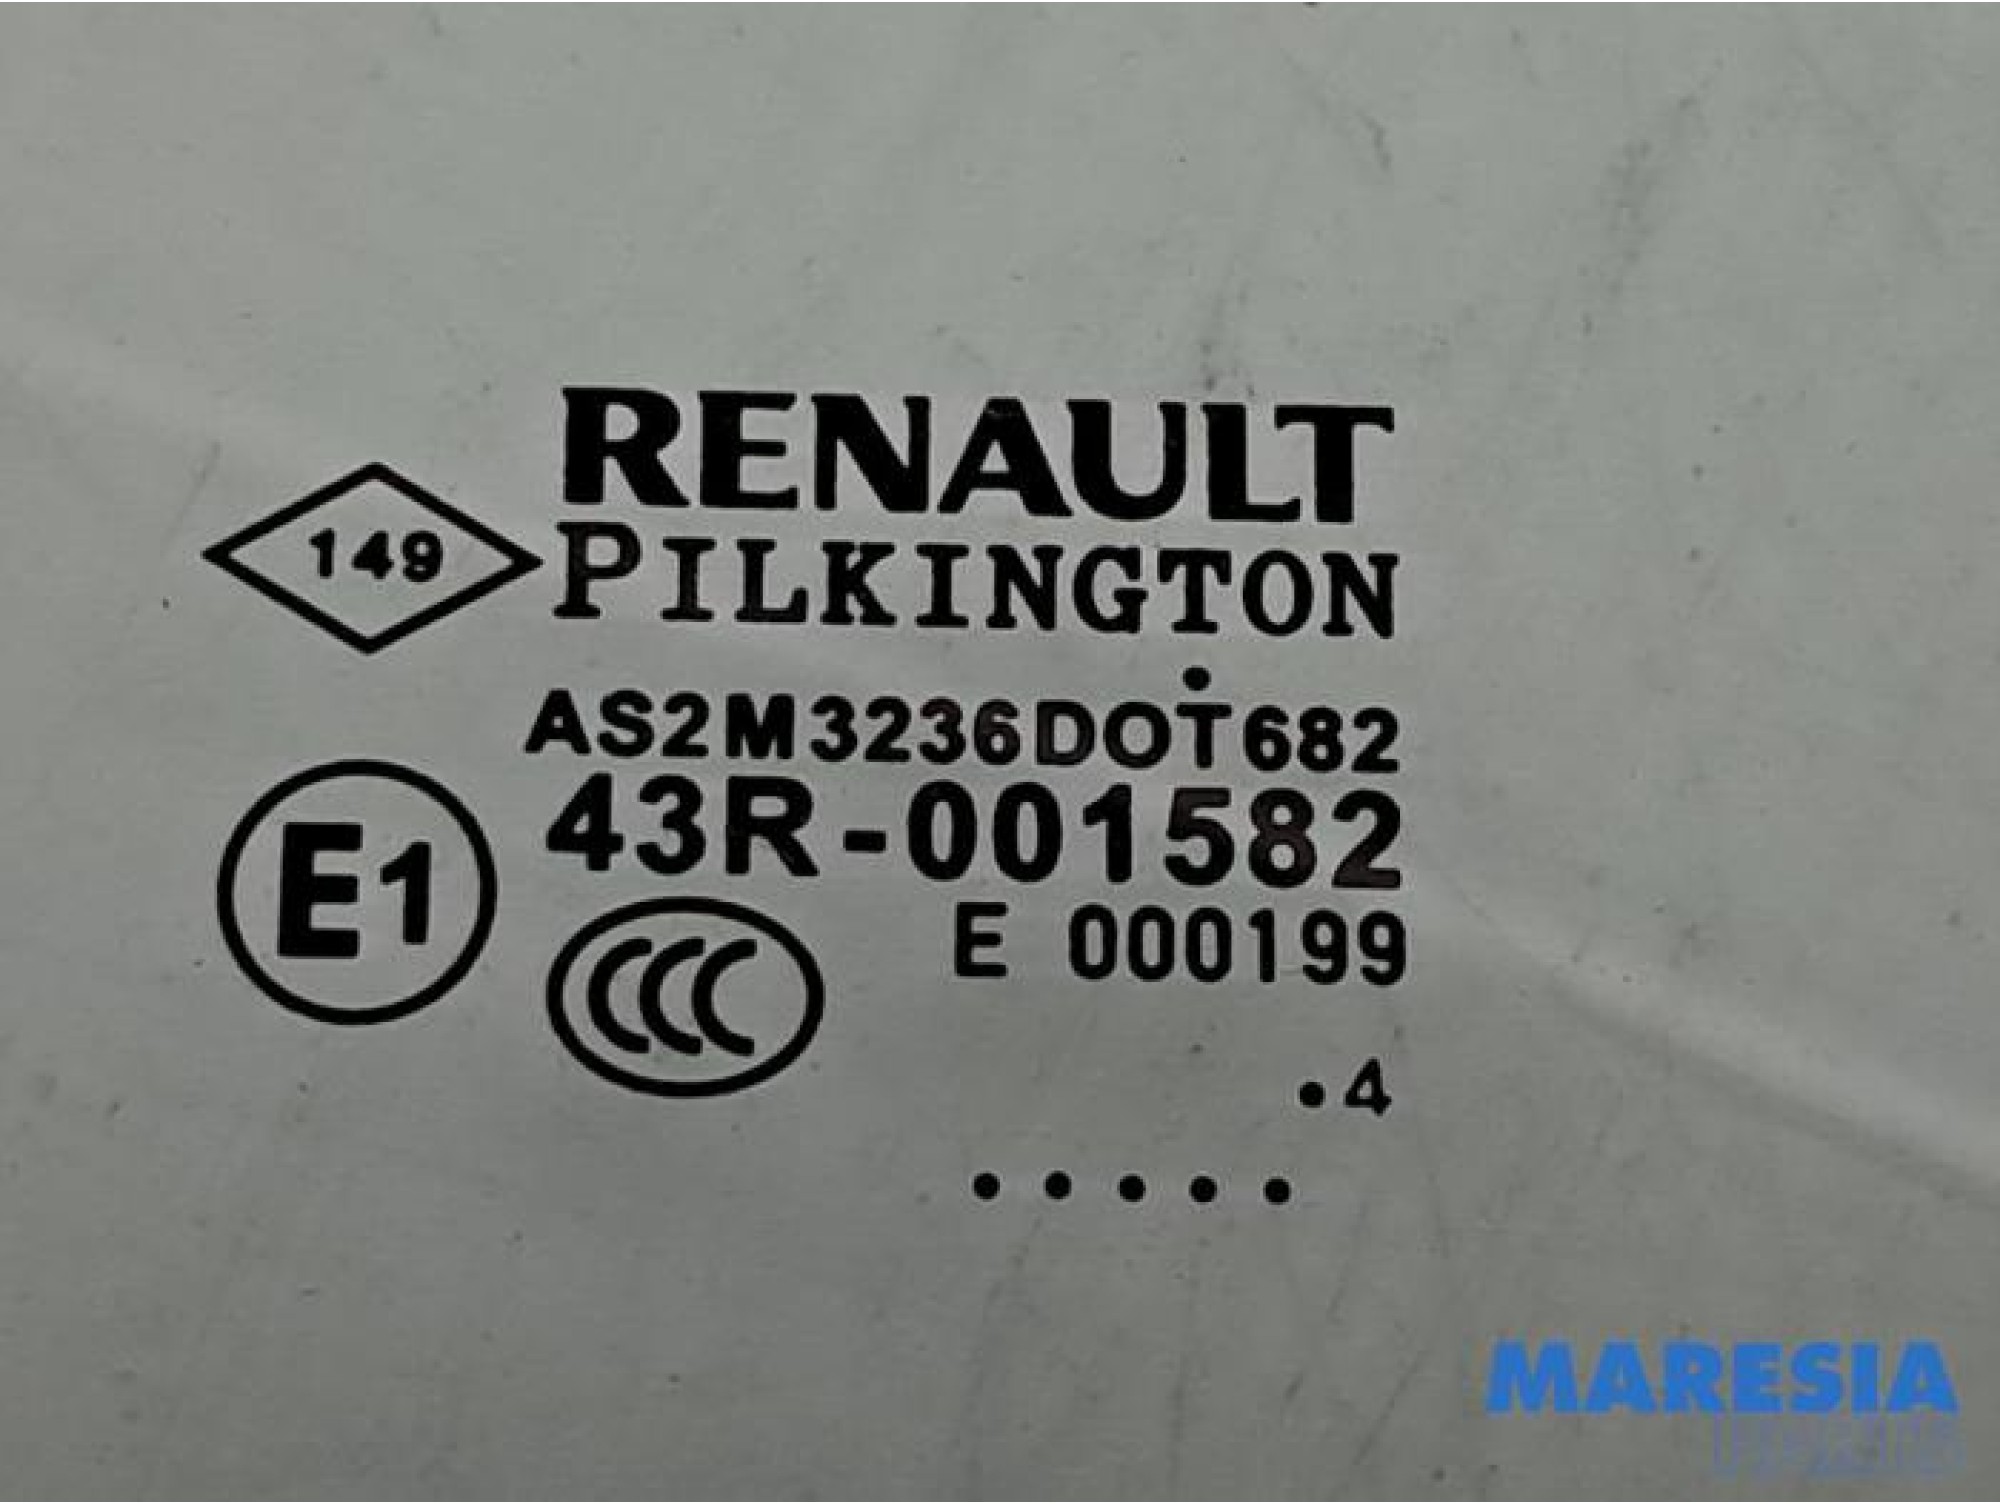 RENAULT
149
PILKINGTON
AS2M3236DOT682
43R-001582
E1
CCC
E 000199
.4
.....
MARESIA